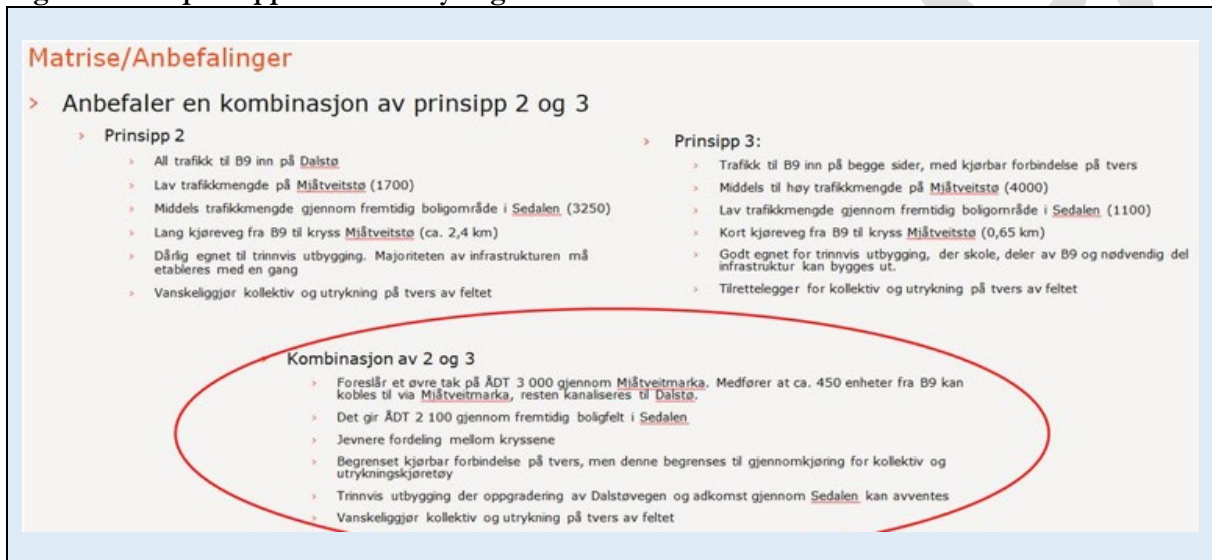 Matrise/Anbefalinger
> Anbefaler en kombinasjon av prinsipp 2 og 3
> Prinsipp 2
> All trafikk til B9 inn på Dalstø
> Lav trafikkmengde på Mjåtveitstø (1700)
> Middels trafikkmengde gjennom fremtidig boligområde i Sedalen (3250)
> Lang kjøreveg fra B9 til kryss Mjåtveitstø (ca. 2,4 km)
> Dårlig egnet til trinnvis utbygging. Majoriteten av infrastrukturen må
etableres med en gang
> Vanskeliggjør kollektiv og utrykning på tvers av feltet
> Prinsipp 3:
> Trafikk til B9 inn på begge sider, med kjørbar forbindelse på tvers
> Middels til høy trafikkmengde på Mjåtveitstø (4000)
> Lav trafikkmengde gjennom fremtidig boligområde i Sedalen (1100)
> Kort kjøreveg fra B9 til kryss Mjåtveitstø (0,65 km)
> Godt egnet for trinnvis utbygging, der skole, deler av B9 og nødvendig del
infrastruktur kan bygges ut.
> Tilrettelegger for kollektiv og utrykning på tvers av feltet
> Kombinasjon av 2 og 3
> Foreslår et øvre tak på ÅDT 3 000 gjennom Mjåtveitmarka. Medfører at ca. 450 enheter fra B9 kan
kobles til via Mjåtveitmarka, resten kanaliseres til Dalstø.
> Det gir ÅDT 2 100 gjennom fremtidig boligfelt i Sedalen
> Jevnere fordeling mellom kryssene
> Begrenset kjørbar forbindelse på tvers, men denne begrenses til gjennomkjøring for kollektiv og
utrykningskjøretøy
> Trinnvis utbygging der oppgradering av Dalstøvegen og adkomst gjennom Sedalen kan avventes
> Vanskeliggjør kollektiv og utrykning på tvers av feltet